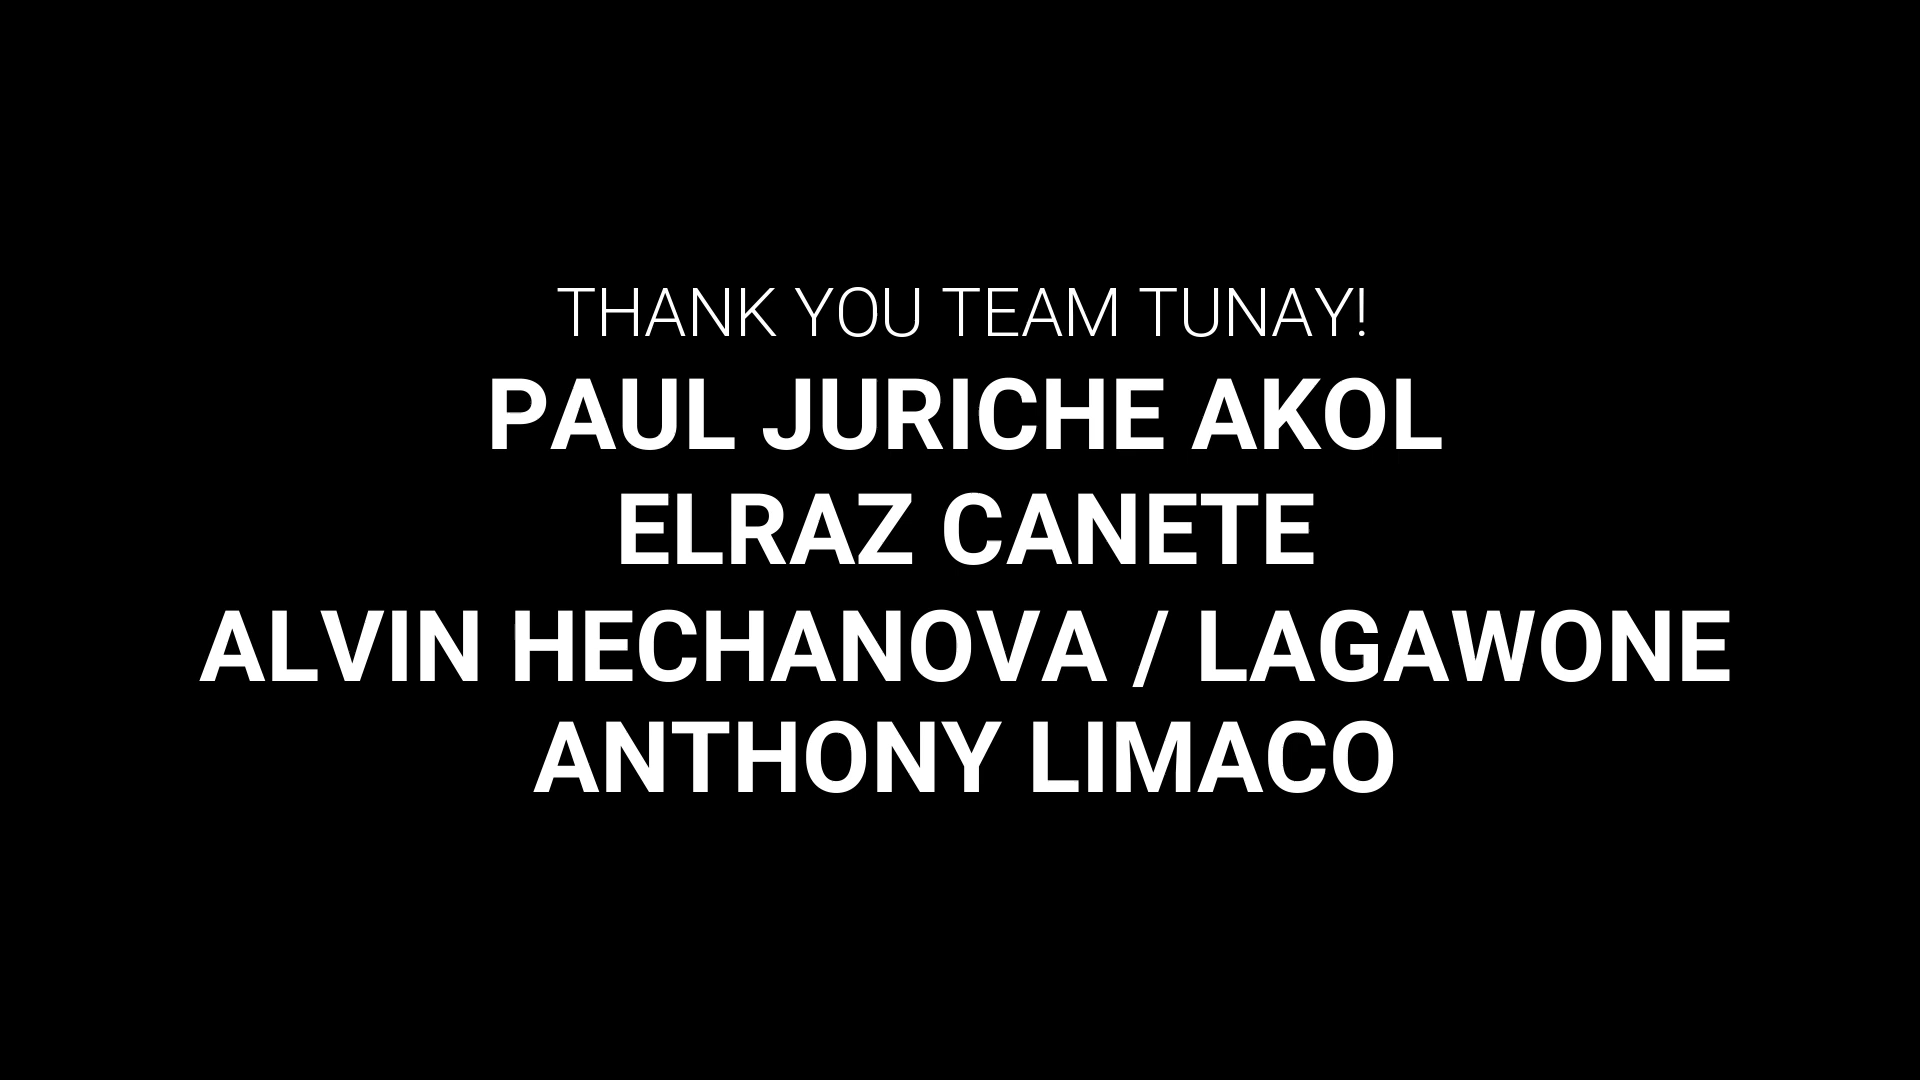 THANK YOU TEAM TUNAY!
PAUL JURICHE AKOL
ELRAZ CANETE
ALVIN HECHANOVA / LAGAWONE
ANTHONY LIMACO